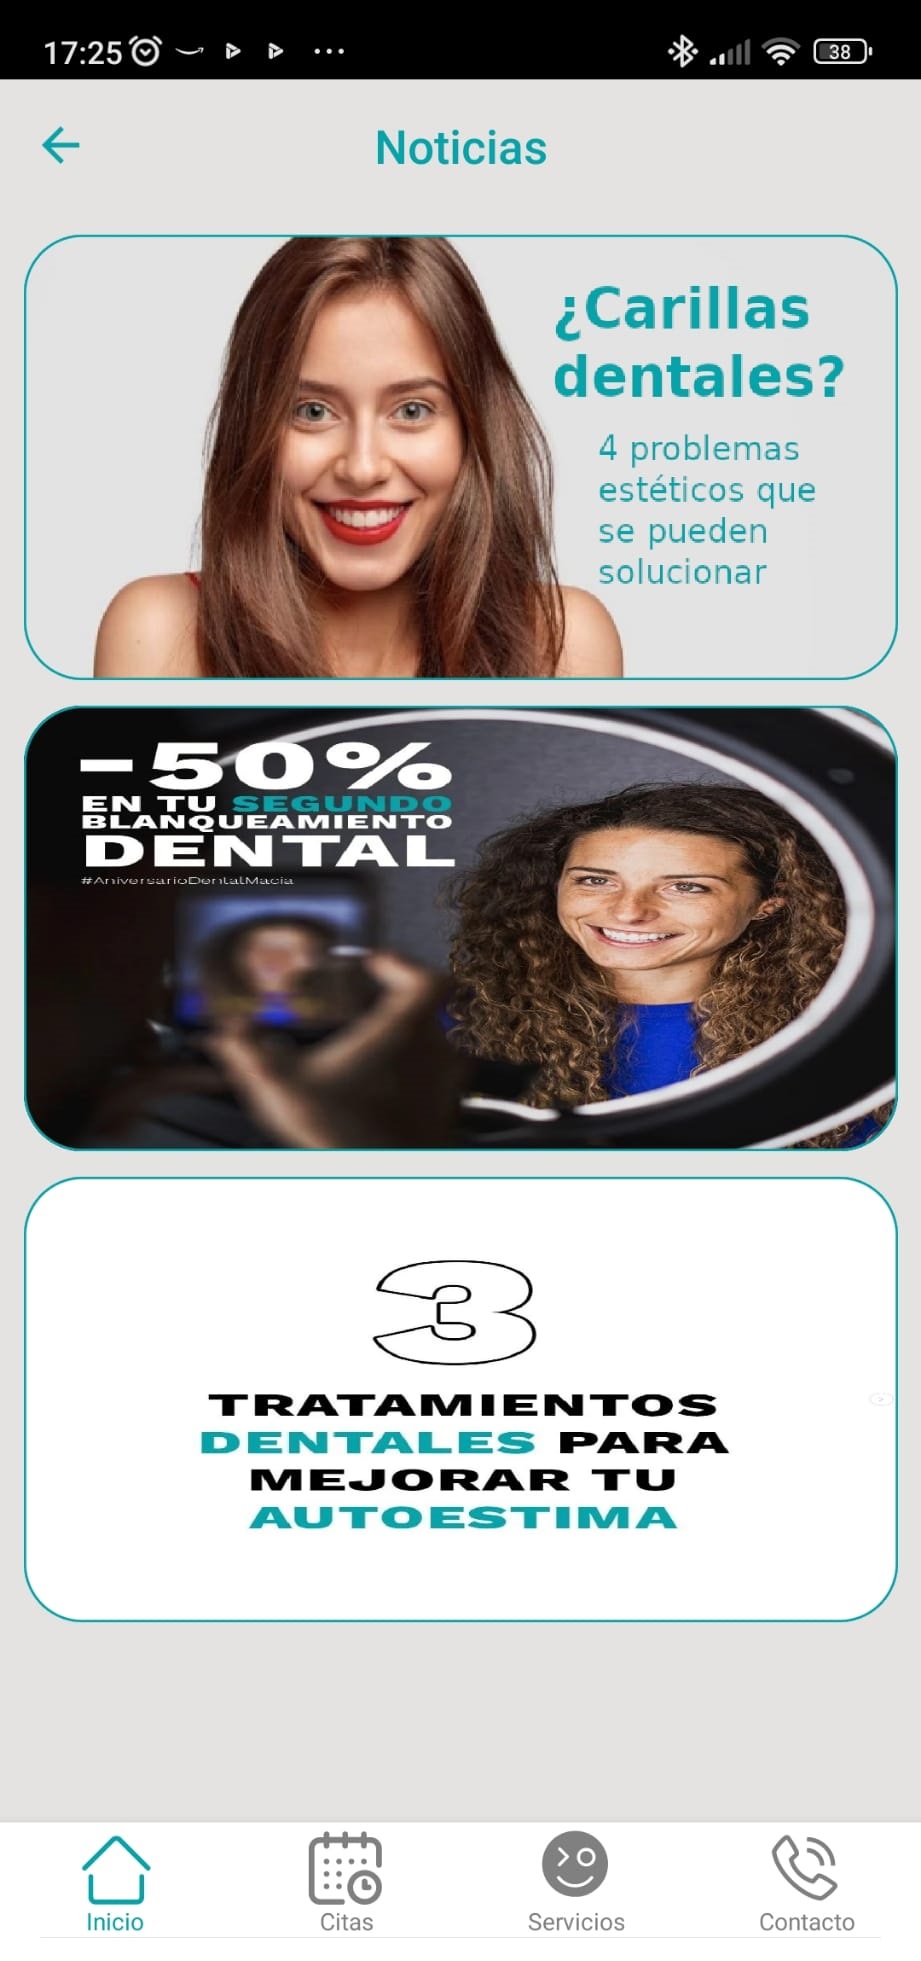 17:25
38
Noticias
¿Carillas
dentales?
4 problemas
estéticos que
se pueden
solucionar
-50%
EN TU SEGUNDO
BLANQUEAMIENTO
DENTAL
#AniversarioDentalMacia
3
TRATAMIENTOS
DENTALES PARA
MEJORAR TU
AUTOESTIMA
Inicio
Citas
Servicios
Contacto